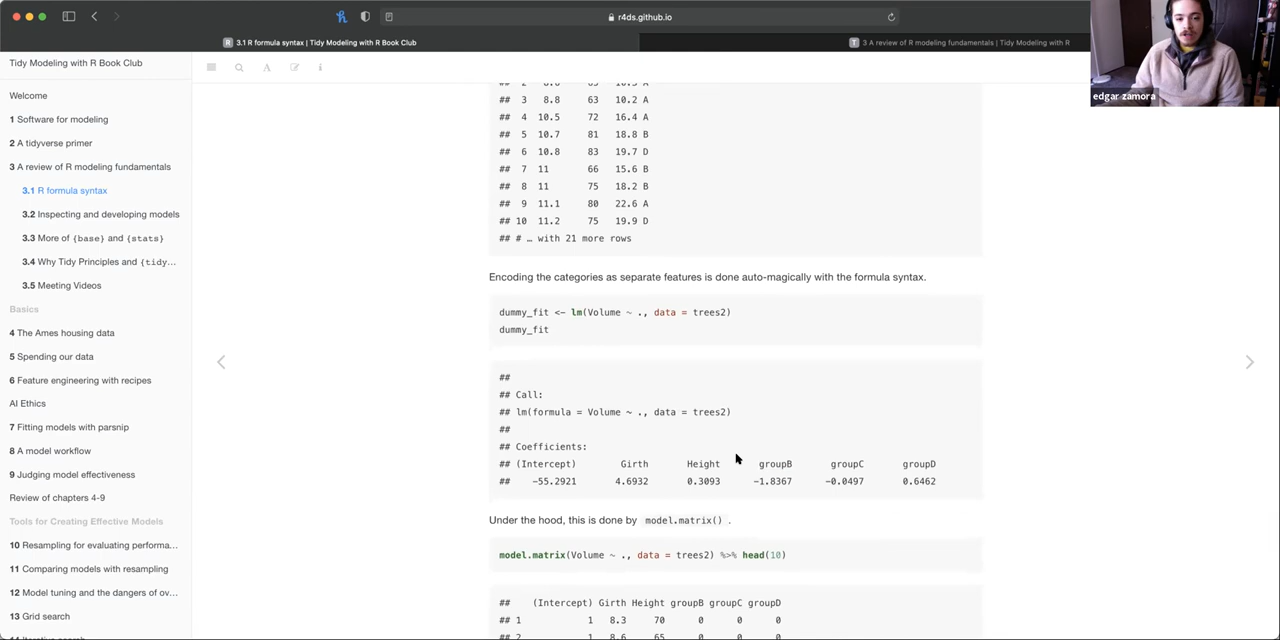 r4ds.github.io
R 3.1 R formula syntax | Tidy Modeling with R Book Club
T 3 A review of R modeling fundamentals | Tidy Modeling with R
edgar zamora
Tidy Modeling with R Book Club
Welcome
1 Software for modeling
2 A tidyverse primer
3 A review of R modeling fundamentals
3.1 R formula syntax
3.2 Inspecting and developing models
3.3 More of {base} and {stats}
3.4 Why Tidy Principles and {tidy…
3.5 Meeting Videos
Basics
4 The Ames housing data
5 Spending our data
6 Feature engineering with recipes
AI Ethics
7 Fitting models with parsnip
8 A model workflow
9 Judging model effectiveness
Review of chapters 4-9
Tools for Creating Effective Models
10 Resampling for evaluating performa…
11 Comparing models with resampling
12 Model tuning and the dangers of ov…
13 Grid search
## 3 8.8 63 10.2 A
## 4 10.5 72 16.4 A
## 5 10.7 81 18.8 B
## 6 10.8 83 19.7 D
## 7 11 66 15.6 B
## 8 11 75 18.2 B
## 9 11.1 80 22.6 A
## 10 11.2 75 19.9 D
## # … with 21 more rows
Encoding the categories as separate features is done auto-magically with the formula syntax.
dummy_fit <- lm(Volume ~ ., data = trees2)
dummy_fit
##
## Call:
## lm(formula = Volume ~ ., data = trees2)
##
## Coefficients:
## (Intercept) Girth Height groupB groupC groupD
## -55.2921 4.6932 0.3093 -1.8367 -0.0497 0.6462
Under the hood, this is done by model.matrix() .
model.matrix(Volume ~ ., data = trees2) %>% head(10)
## (Intercept) Girth Height groupB groupC groupD
## 1 1 8.3 70 0 0 0
## 2 1 8.6 65 0 0 0